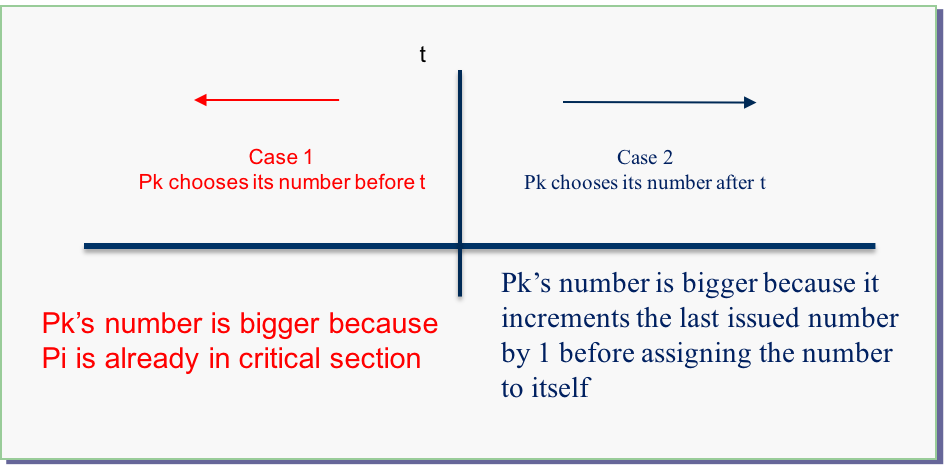 t
Case 1
Pk chooses its number before t
Case 2
Pk chooses its number after t
Pk’s number is bigger because
Pi is already in critical section
Pk’s number is bigger because it
increments the last issued number
by 1 before assigning the number
to itself